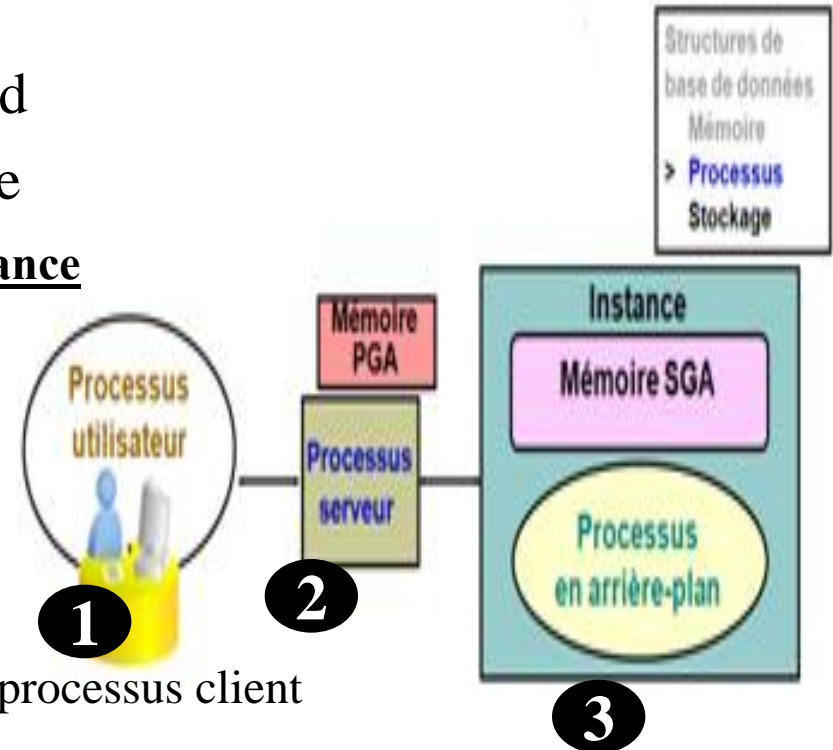 Structures de
base de données
Mémoire
> Processus
Stockage
d
e
ance
Processus
utilisateur
1
Mémoire
PGA
Processus
serveur
2
Instance
Mémoire SGA
Processus
en arrière-plan
3
processus client